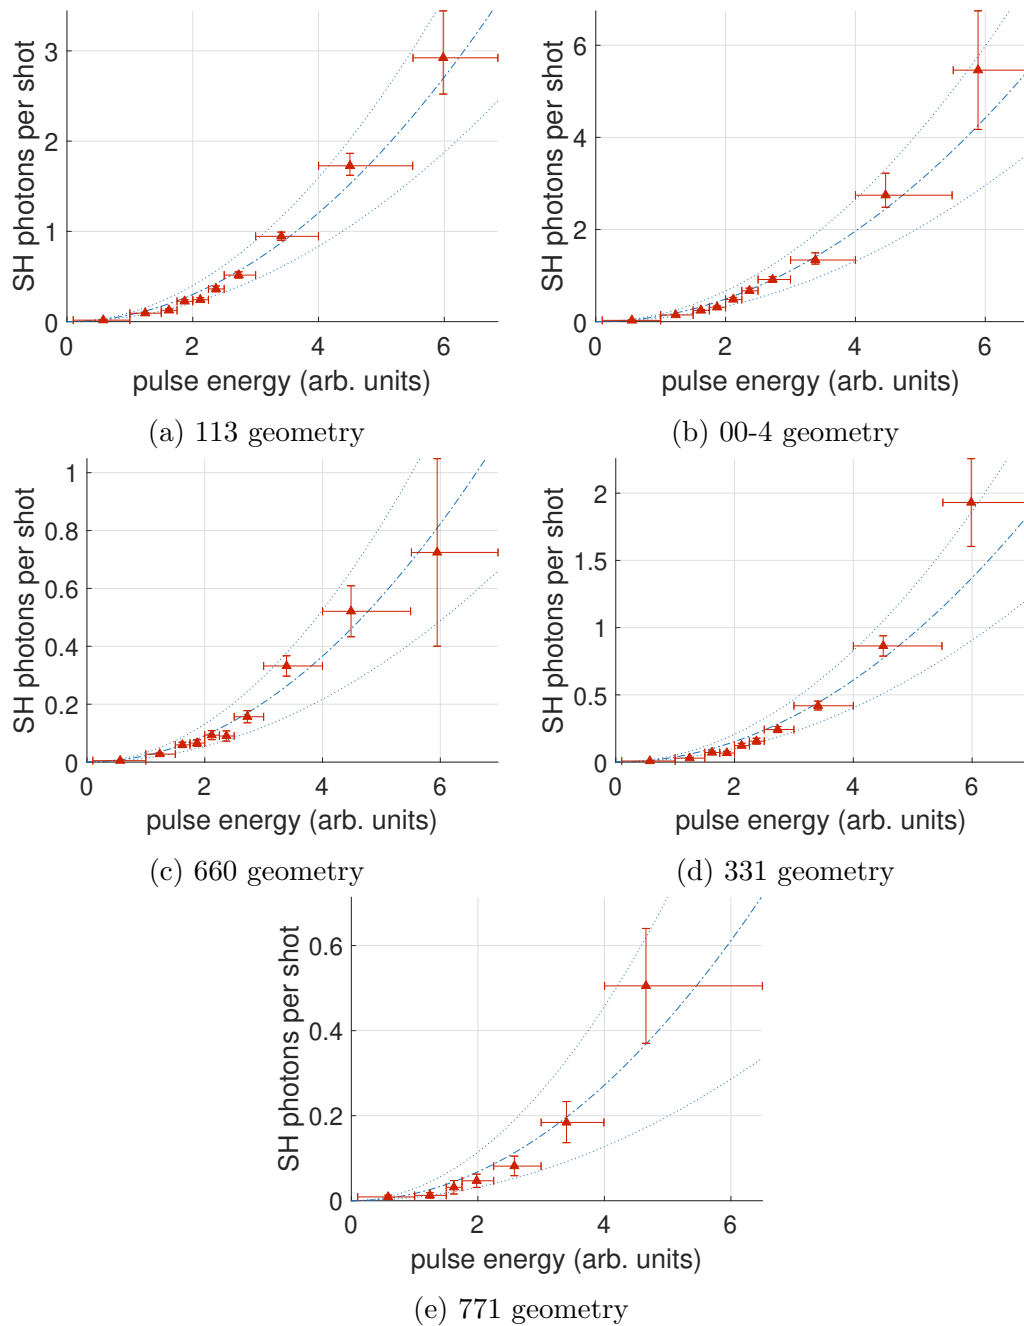 SH photons per shot
3
2
1
0
0 2 4 6
pulse energy (arb. units)
(a) 113 geometry
SH photons per shot
6
4
2
0
0 2 4 6
pulse energy (arb. units)
(b) 00-4 geometry
SH photons per shot
1
0.8
0.6
0.4
0.2
0
0 2 4 6
pulse energy (arb. units)
(c) 660 geometry
SH photons per shot
2
1.5
1
0.5
0
0 2 4 6
pulse energy (arb. units)
(d) 331 geometry
SH photons per shot
0.6
0.4
0.2
0
0 2 4 6
pulse energy (arb. units)
(e) 771 geometry